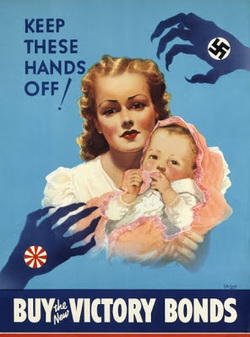 KEEP
THESE
HANDS
OFF!
BUY the New VICTORY BONDS